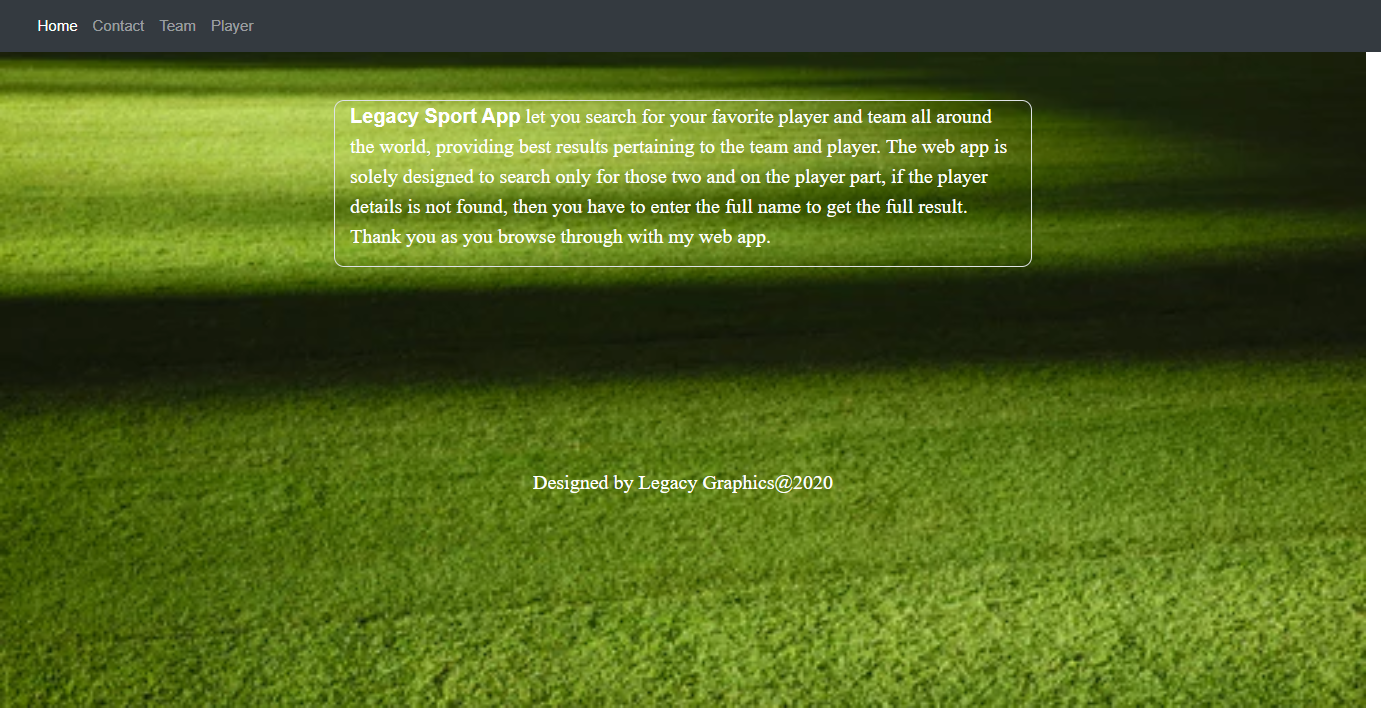 Home Contact Team Player
Legacy Sport App let you search for your favorite player and team all around
the world, providing best results pertaining to the team and player. The web app is
solely designed to search only for those two and on the player part, if the player
details is not found, then you have to enter the full name to get the full result.
Thank you as you browse through with my web app.
Designed by Legacy Graphics@2020